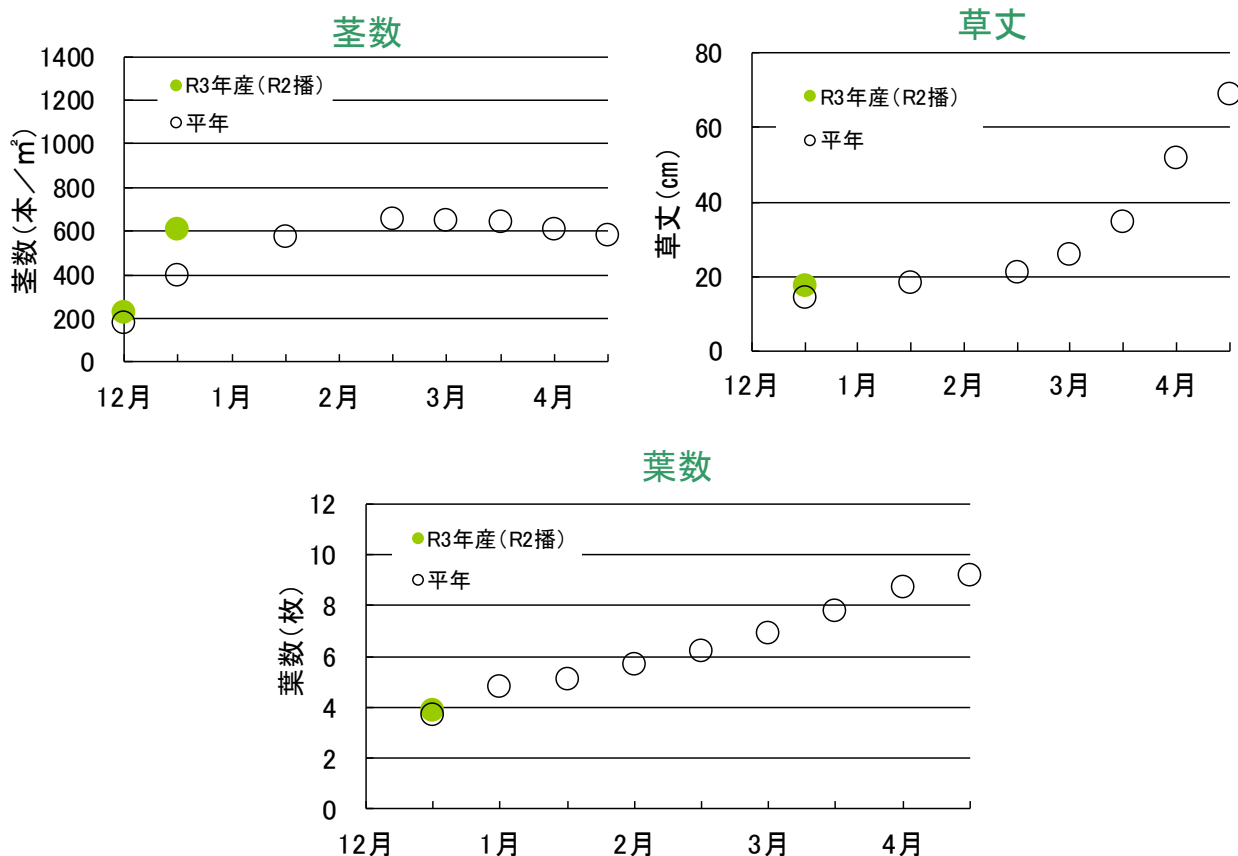 茎数
1400
1200
1000
800
600
400
200
0
茎数(本/㎡)
●R3年産(R2播)
○平年
12月 1月 2月 3月 4月
草丈
80
60
40
20
0
草丈(cm)
●R3年産(R2播)
○平年
12月 1月 2月 3月 4月
葉数
12
10
8
6
4
2
0
葉数(枚)
●R3年産(R2播)
○平年
12月 1月 2月 3月 4月